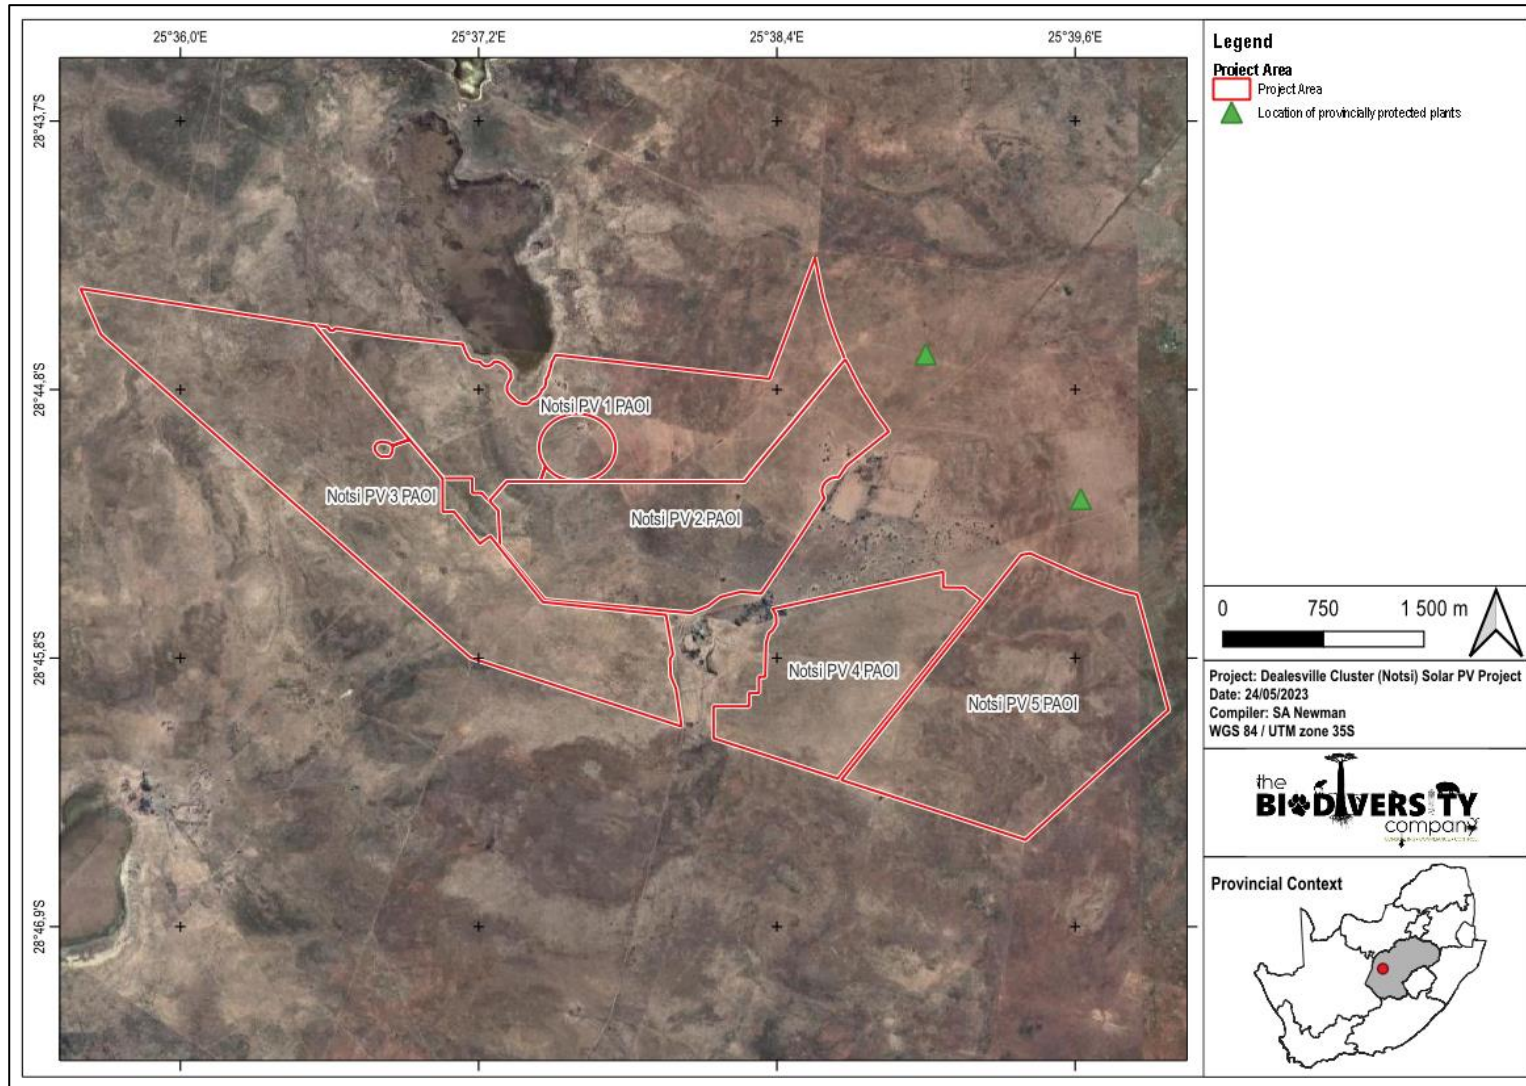 25°36,0'E
25°37,2'E
25°38,4'E
25°39,6'E
28°43,7'S
28°44,8'S
28°45,8'S
28°46,9'S
Notsi PV 1 PAOI
Notsi PV 3 PAOI
Notsi PV 2 PAOI
Notsi PV 4 PAOI
Notsi PV 5 PAOI
Legend
Project Area
Project Area
Location of provincially protected plants
0 750 1 500 m
Project: Dealesville Cluster (Notsi) Solar PV Project
Date: 24/05/2023
Compiler: SA Newman
WGS 84 / UTM zone 35S
the
BIODIVERSITY
company
Provincial Context